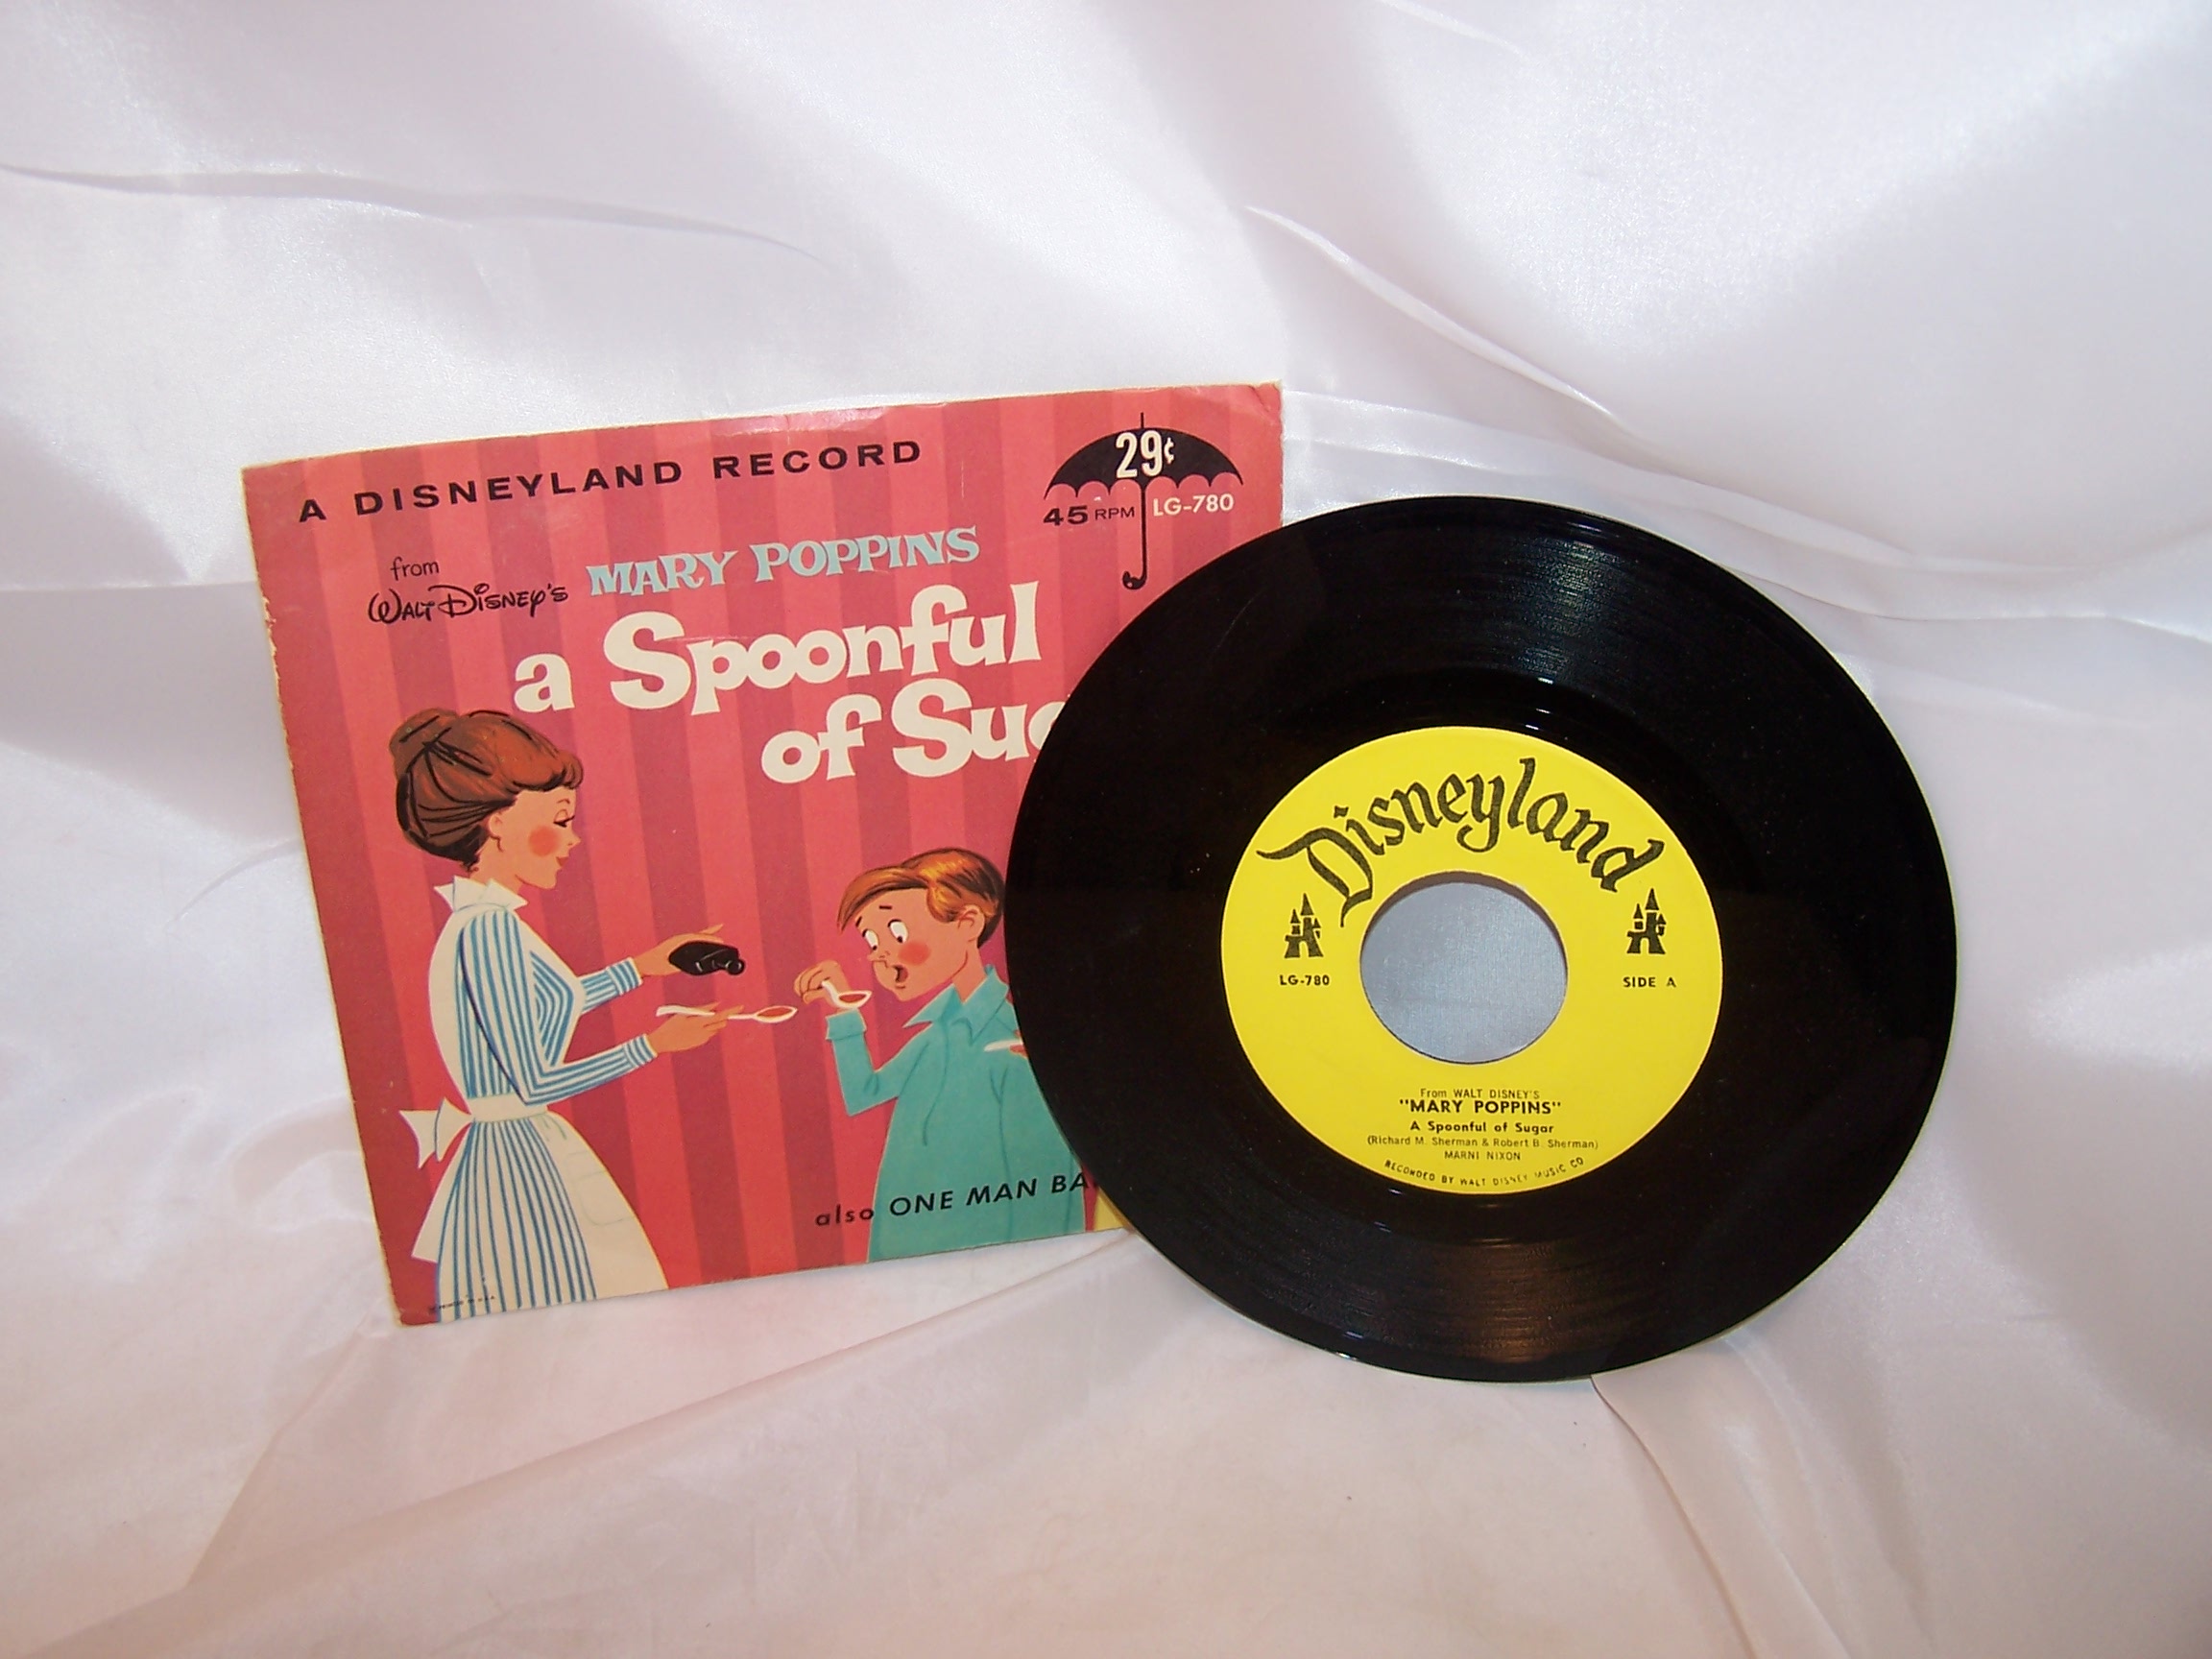 A DISNEYLAND RECORD
29¢
45 RPM LG-780
from
WALT DISNEY'S MARY POPPINS
a Spoonful
of Sug
also ONE MAN BA
PRINTED IN U.S.A.
Disneyland
LG-780
SIDE A
From WALT DISNEY'S
"MARY POPPINS"
A Spoonful of Sugar
(Richard M. Sherman & Robert B. Sherman)
MARNI NIXON
RECORDED BY WALT DISNEY MUSIC CO